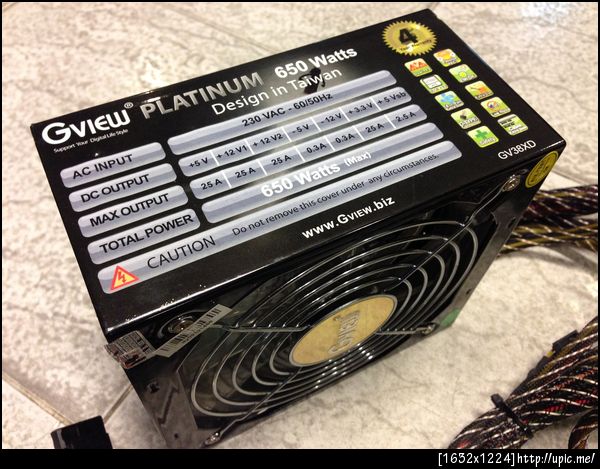 GVIEW® PLATINUM 650 Watts
Support Your Digital Life Style
Design in Taiwan
4
AC INPUT 230 VAC - 60/50Hz
DC OUTPUT +5 V +12 V1 +12 V2 -5 V -12 V +3.3 V +5 Vsb
MAX OUTPUT 25 A 25 A 25 A 0.3A 0.3A 25 A 2.5 A
TOTAL POWER 650 Watts (Max)
CAUTION Do not remove this cover under any circumstances.
www.GVIEW.biz
GV38XD
GVIEW
[1632x1224]http://upic.me/